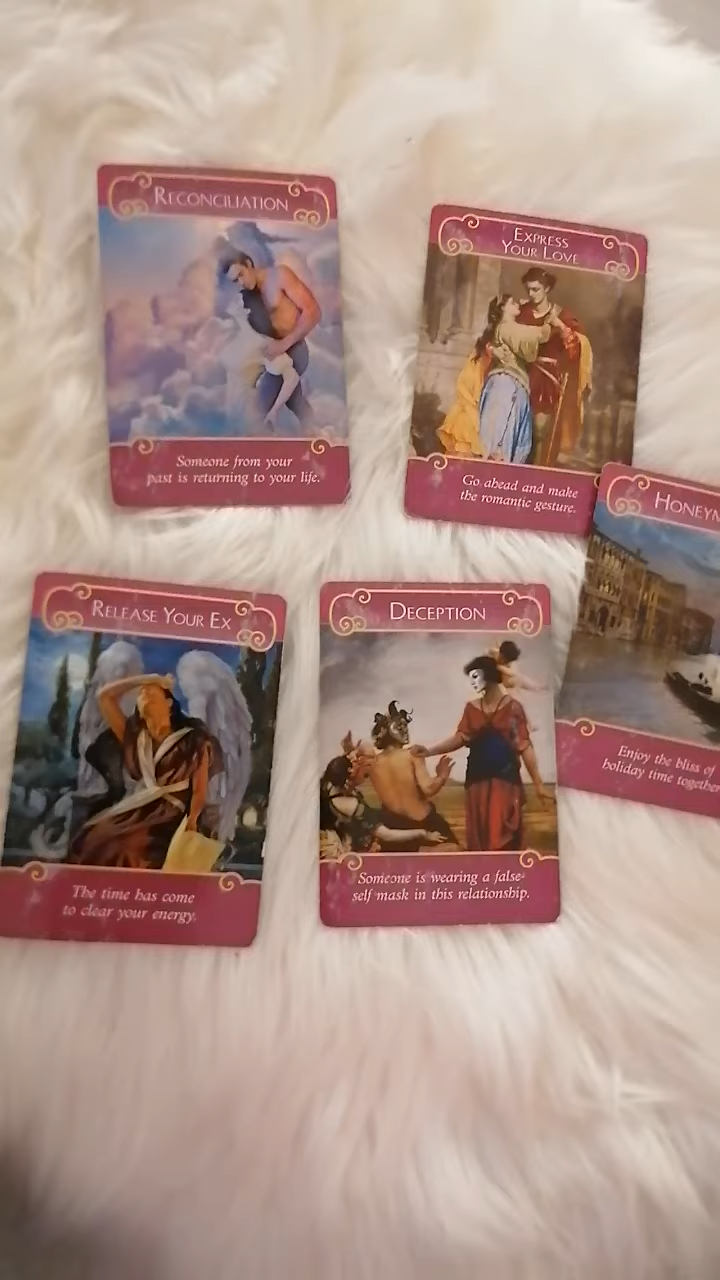 RECONCILIATION
Someone from your
past is returning to your life.
EXPRESS
YOUR LOVE
Go ahead and make
the romantic gesture.
HONEYM
Enjoy the bliss of
holiday time together
RELEASE YOUR EX
The time has come
to clear your energy.
DECEPTION
Someone is wearing a false-
self mask in this relationship.